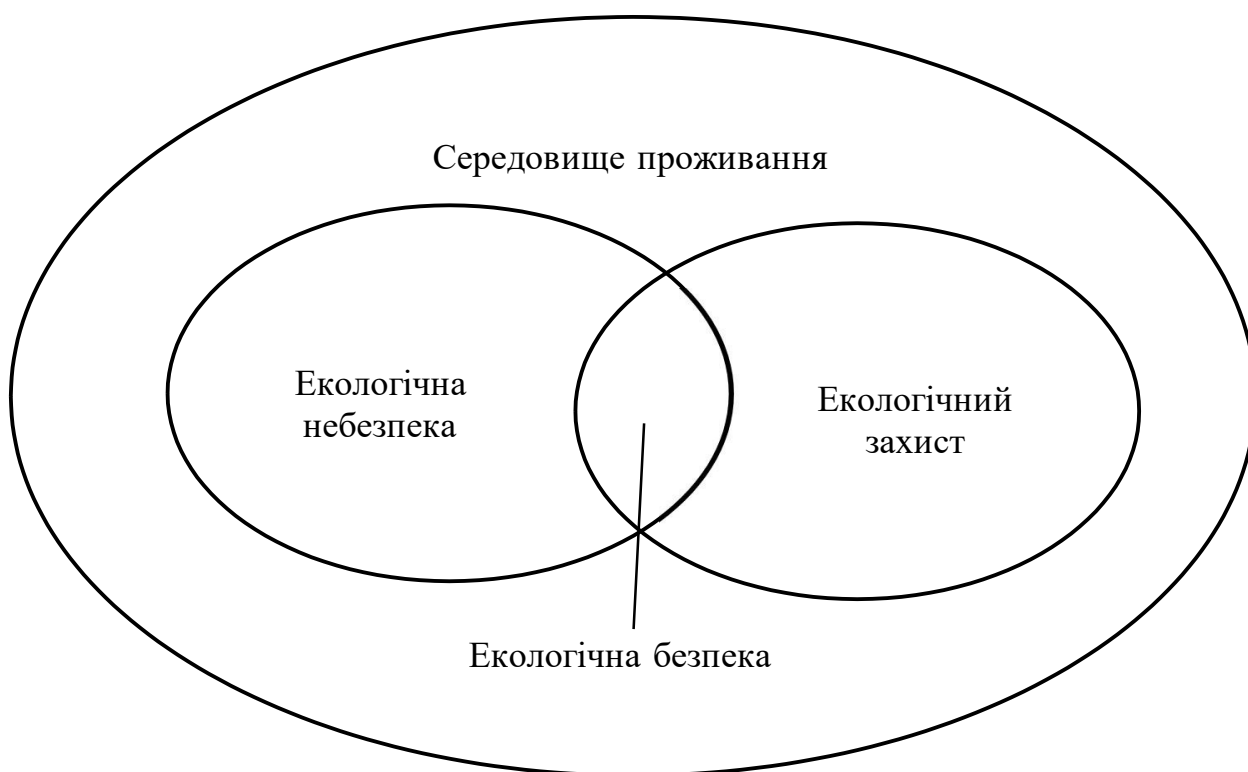 Середовище проживання
Екологічна
небезпека
Екологічний
захист
Екологічна безпека